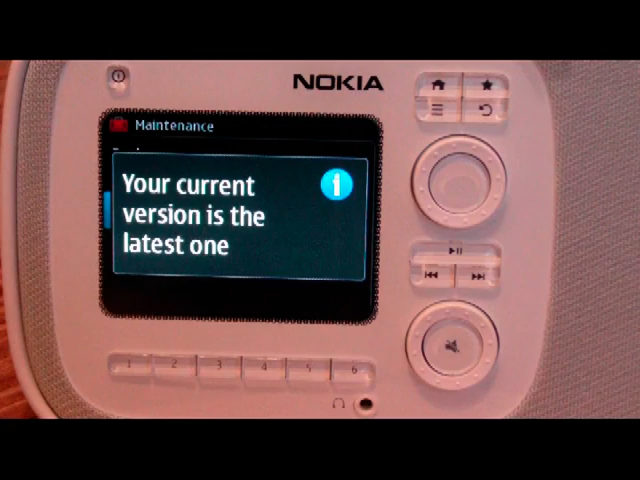 NOKIA
Maintenance
Your current
version is the
latest one
1 2 3 4 5 6